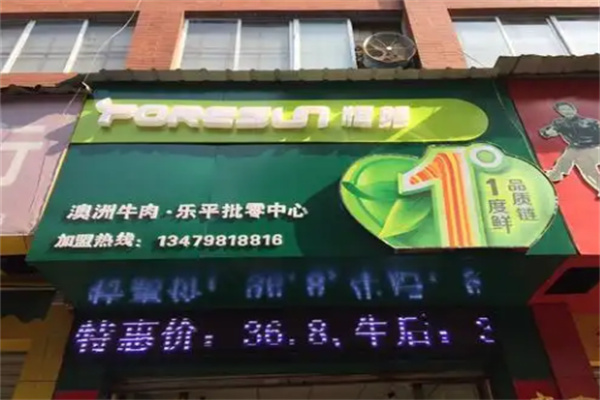 FORESUN 恒阳
1°
1度鲜
品质链
澳洲牛肉·乐平批零中心
加盟热线：13479818816
特惠价：36.8,牛后：